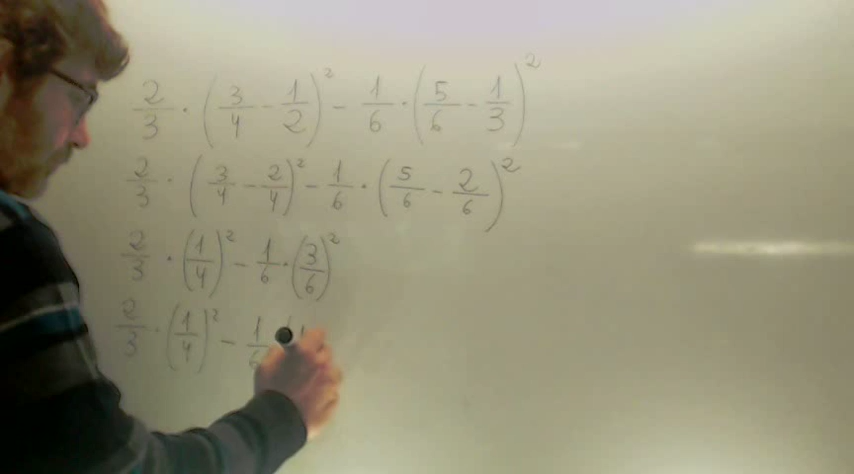 2/3 · (3/4 - 1/2)² - 1/6 · (5/6 - 1/3)²
2/3 · (3/4 - 2/4)² - 1/6 · (5/6 - 2/6)²
2/3 · (1/4)² - 1/6 · (3/6)²
2/3 · (1/4)² - 1/6